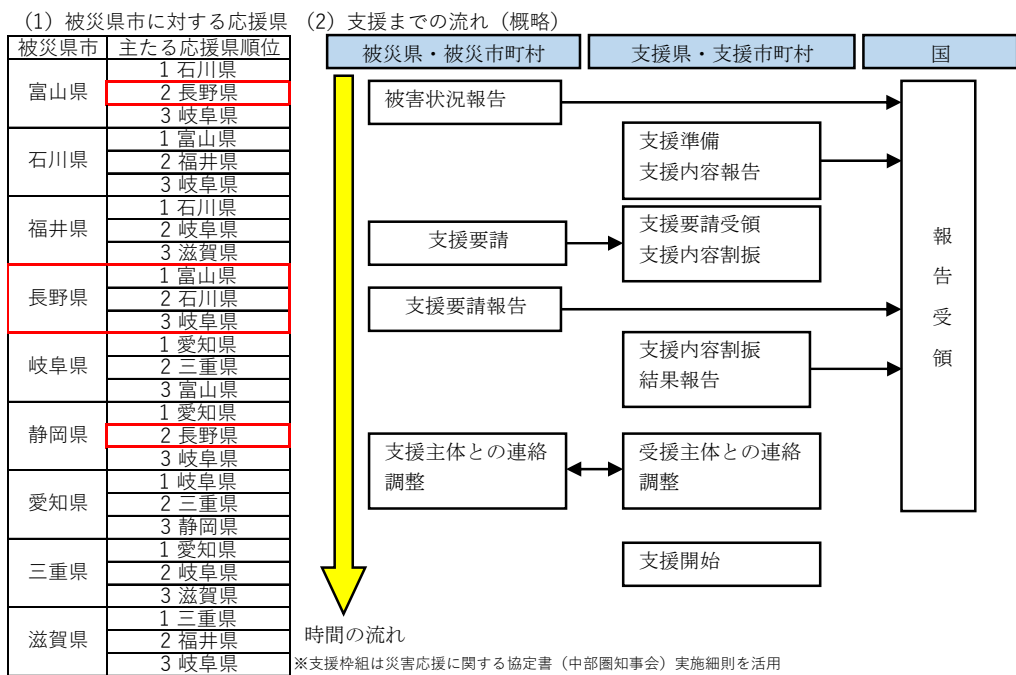 (1) 被災県市に対する応援県
被災県市 主たる応援県順位
富山県
1 石川県
2 長野県
3 岐阜県
石川県
1 富山県
2 福井県
3 岐阜県
福井県
1 石川県
2 岐阜県
3 滋賀県
長野県
1 富山県
2 石川県
3 岐阜県
岐阜県
1 愛知県
2 三重県
3 富山県
静岡県
1 愛知県
2 長野県
3 岐阜県
愛知県
1 岐阜県
2 三重県
3 静岡県
三重県
1 愛知県
2 岐阜県
3 滋賀県
滋賀県
1 三重県
2 福井県
3 岐阜県
(2) 支援までの流れ（概略）
被災県・被災市町村 支援県・支援市町村 国
被害状況報告
支援準備
支援内容報告
支援要請
支援要請受領
支援内容割振
支援要請報告
支援内容割振
結果報告
支援主体との連絡
調整
受援主体との連絡
調整
支援開始
報告受領
時間の流れ
※支援枠組は災害応援に関する協定書（中部圏知事会）実施細則を活用